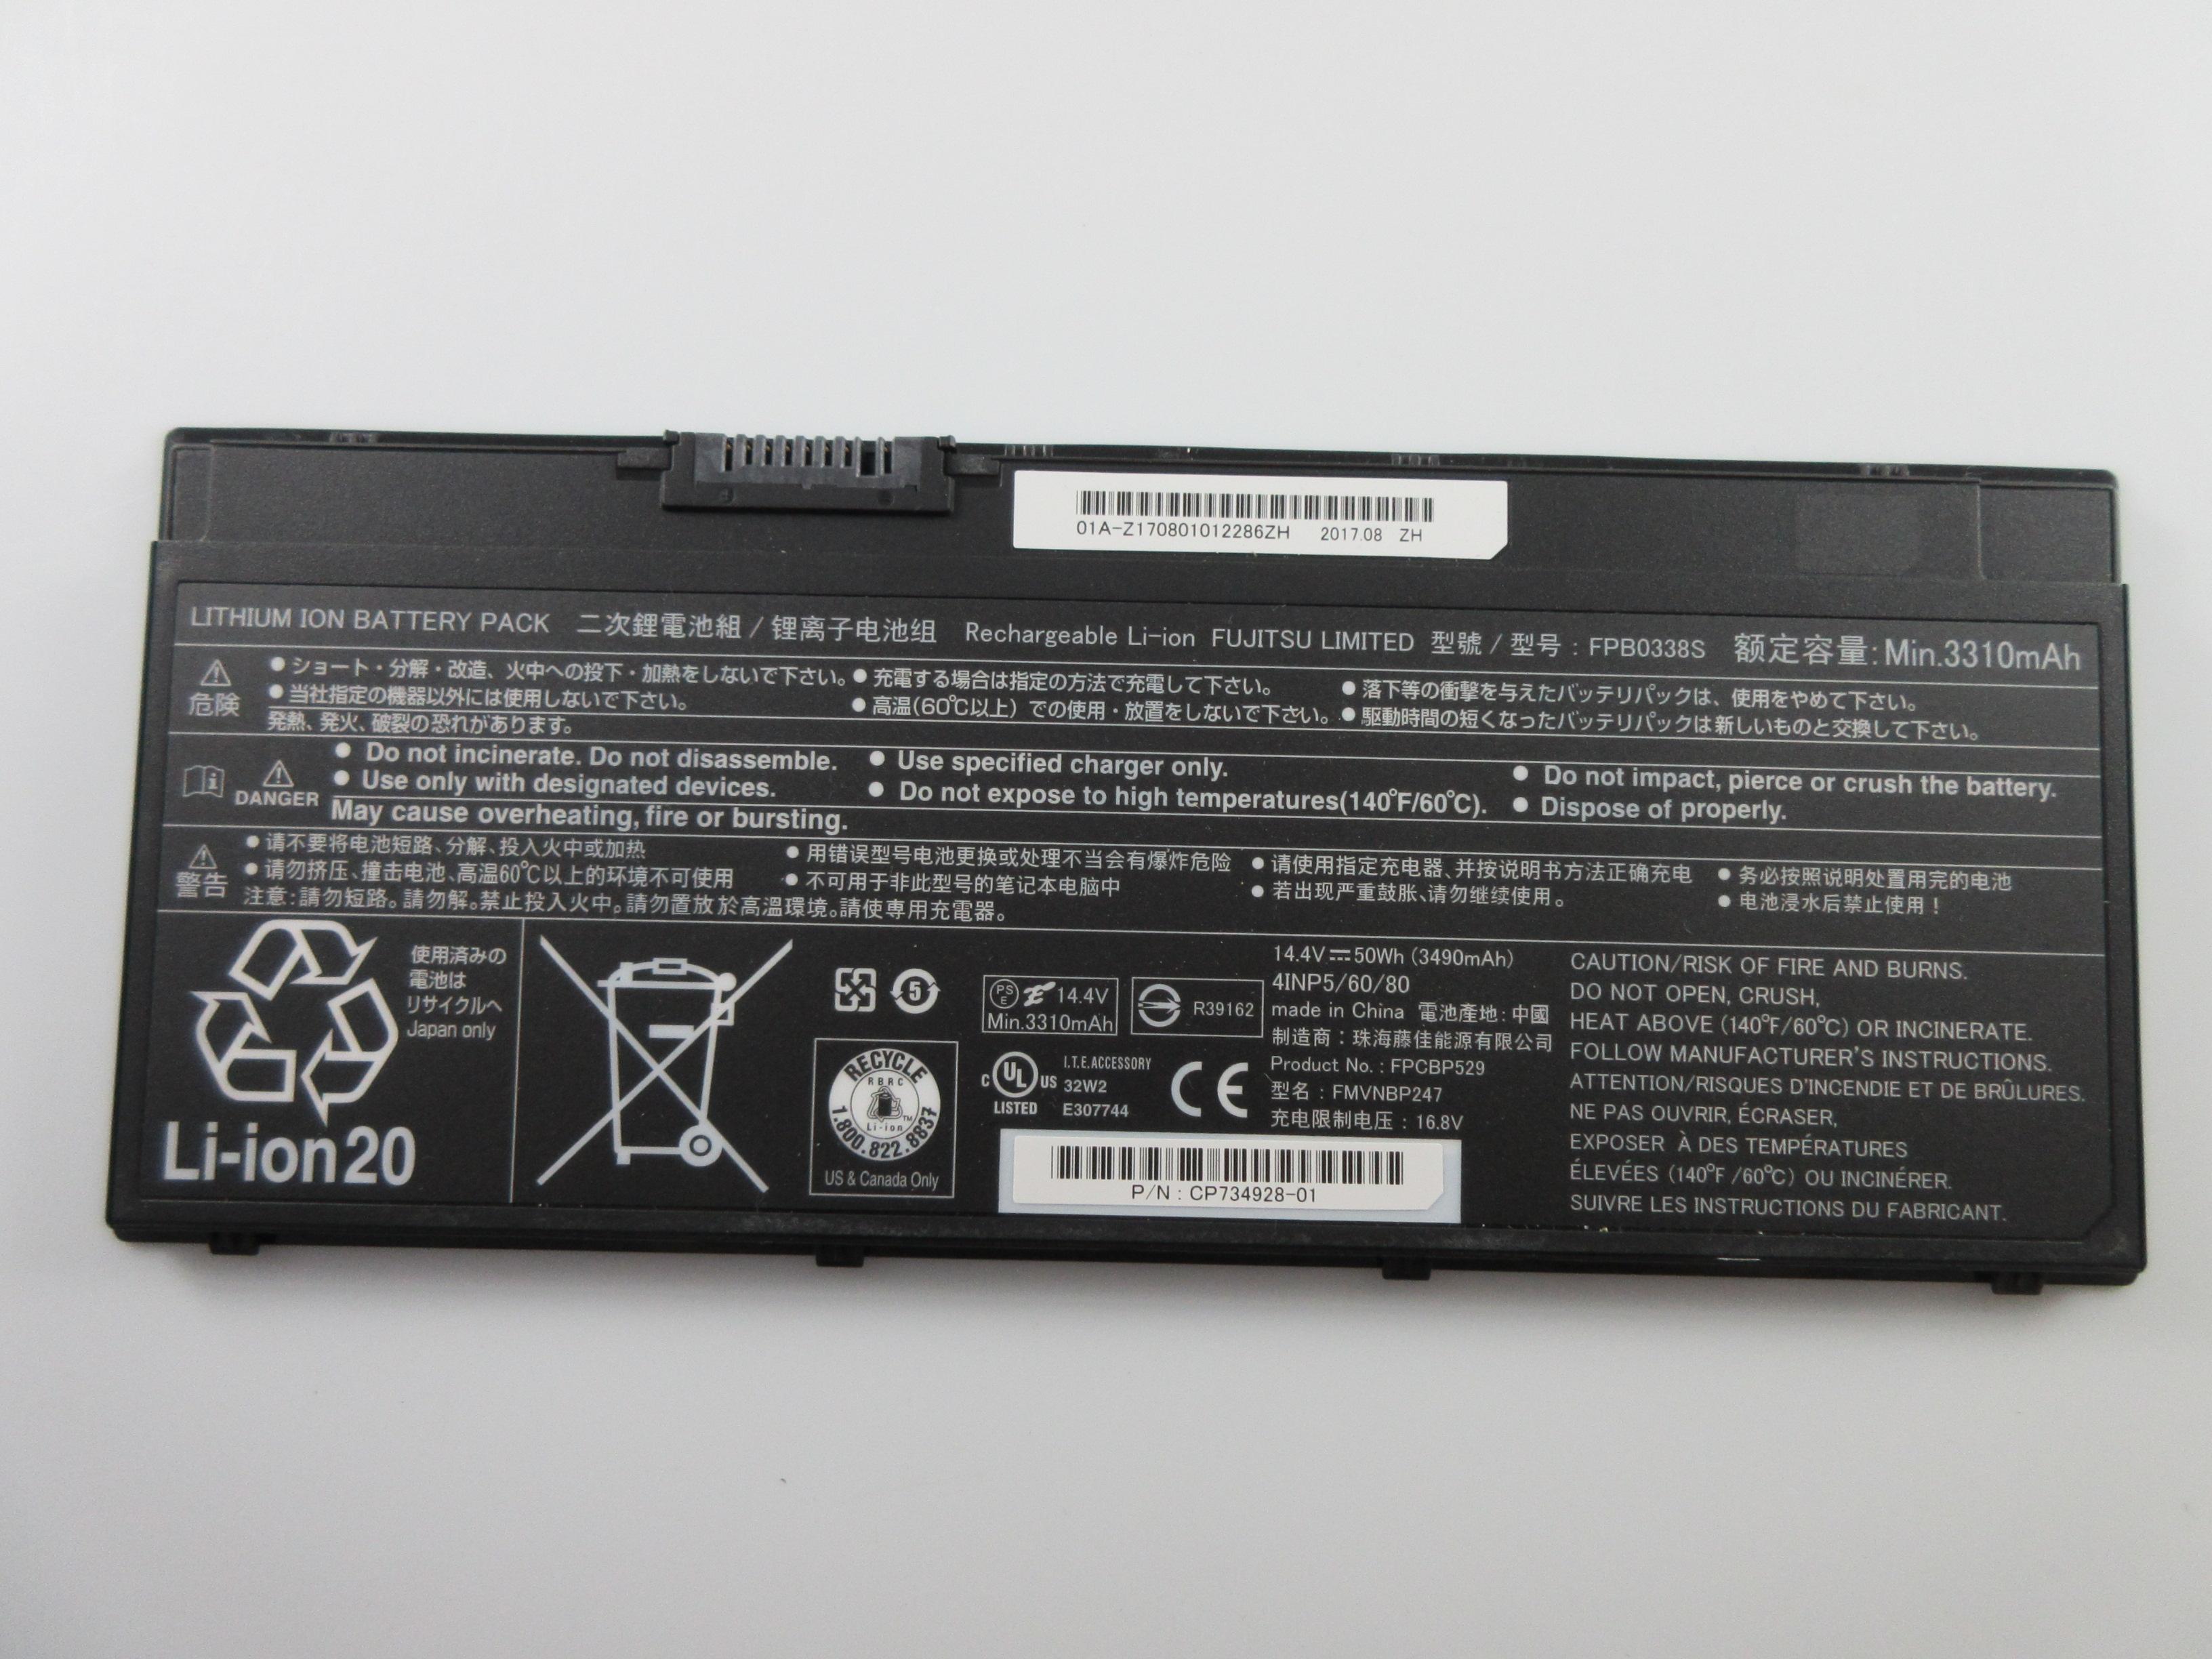 01A-Z170801012286ZH 2017.08 ZH
LITHIUM ION BATTERY PACK 二次鋰電池組 / 锂离子电池组 Rechargeable Li-ion FUJITSU LIMITED 型號 / 型号 : FPB0338S 额定容量: Min.3310mAh
危険
● ショート・分解・改造、火中への投下・加熱をしないで下さい。 ● 充電する場合は指定の方法で充電して下さい。 ● 落下等の衝撃を与えたバッテリパックは、使用をやめて下さい。
● 当社指定の機器以外には使用しないで下さい。 ● 高温(60℃以上）での使用・放置をしないで下さい。 ● 駆動時間の短くなったバッテリパックは新しいものと交換して下さい。
発熱、発火、破裂の恐れがあります。
DANGER
● Do not incinerate. Do not disassemble. ● Use specified charger only. ● Do not impact, pierce or crush the battery.
● Use only with designated devices. ● Do not expose to high temperatures(140°F/60℃). ● Dispose of properly.
May cause overheating, fire or bursting.
警告
● 请不要将电池短路、分解、投入火中或加热 ● 用错误型号电池更换或处理不当会有爆炸危险 ● 请使用指定充电器、并按说明书方法正确充电 ● 务必按照说明处置用完的电池
● 请勿挤压、撞击电池、高温60℃以上的环境不可使用 ● 不可用于非此型号的笔记本电脑中 ● 若出现严重鼓胀、请勿继续使用。 ● 电池浸水后禁止使用！
注意:請勿短路。請勿解。禁止投入火中。請勿置放於高溫環境。請使専用充電器。
使用済みの
電池は
リサイクルへ
Japan only
Li-ion20
5
RECYCLE
RBRC
Li-ion
TM
1.800.822.8837
US & Canada Only
PS
E
14.4V
Min.3310mAh
R39162
C UL US
LISTED
I.T.E.ACCESSORY
32W2
E307744
CE
14.4V⎓50Wh (3490mAh)
4INP5/60/80
made in China 電池產地: 中國
制造商 : 珠海藤佳能源有限公司
Product No. : FPCBP529
型名 : FMVNBP247
充电限制电压 : 16.8V
P/N : CP734928-01
CAUTION/RISK OF FIRE AND BURNS.
DO NOT OPEN, CRUSH,
HEAT ABOVE (140°F/60℃) OR INCINERATE.
FOLLOW MANUFACTURER'S INSTRUCTIONS.
ATTENTION/RISQUES D'INCENDIE ET DE BRÛLURES.
NE PAS OUVRIR, ÉCRASER,
EXPOSER À DES TEMPÉRATURES
ÉLEVÉES (140°F /60℃) OU INCINÉRER.
SUIVRE LES INSTRUCTIONS DU FABRICANT.